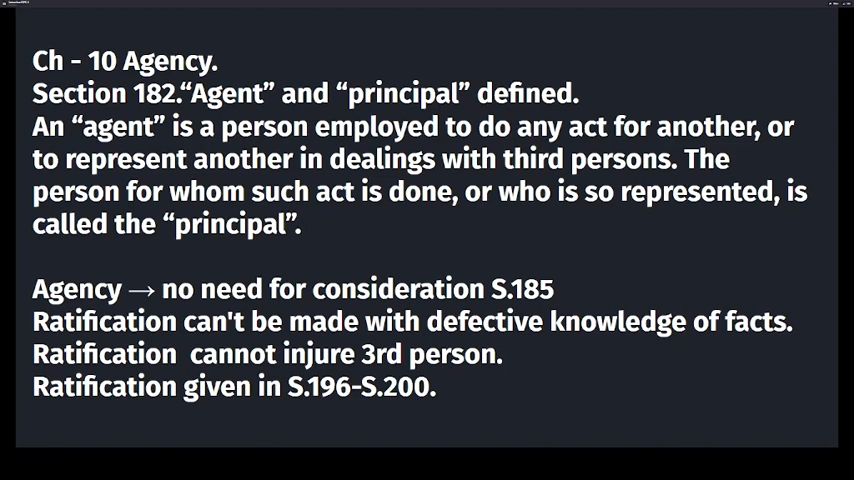 Ch - 10 Agency.
Section 182.“Agent” and “principal” defined.
An “agent” is a person employed to do any act for another, or
to represent another in dealings with third persons. The
person for whom such act is done, or who is so represented, is
called the “principal”.
Agency → no need for consideration S.185
Ratification can't be made with defective knowledge of facts.
Ratification cannot injure 3rd person.
Ratification given in S.196-S.200.